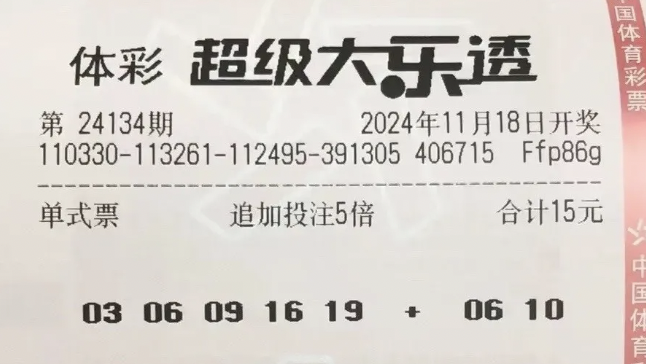 体彩 超级大乐透
第 24134期 2024年11月18日开奖
110330-113261-112495-391305 406715 Ffp86g
单式票 追加投注5倍 合计15元
03 06 09 16 19 + 06 10
中国体育彩票
中国体育